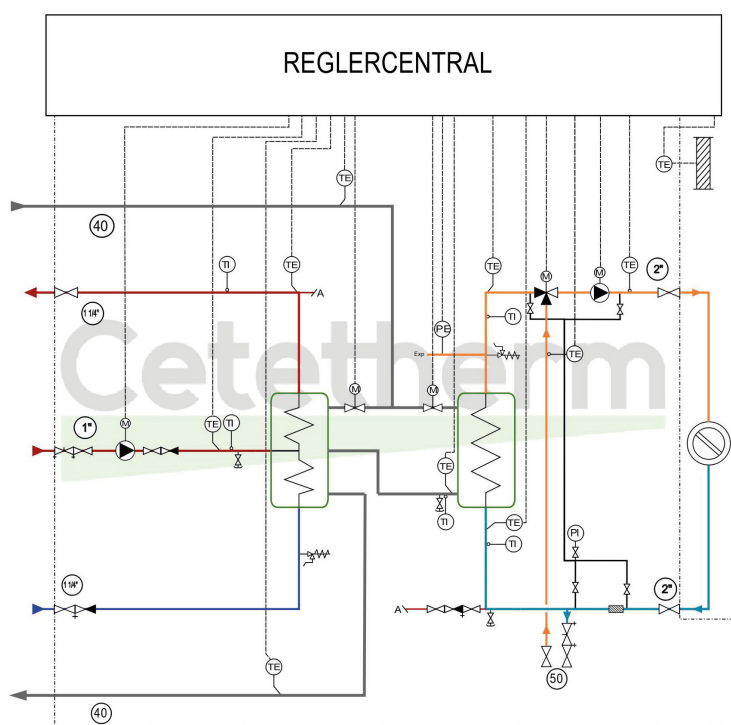 REGLERCENTRAL
TE
TE
40
TI
TE
TE
M
M
TE
2"
A
1 1/4"
TI
PE
Exp
TE
Cetetherm
M
M
1"
M
TE
TI
TE
TI
TE
TI
PI
1 1/4"
2"
A
TE
50
40